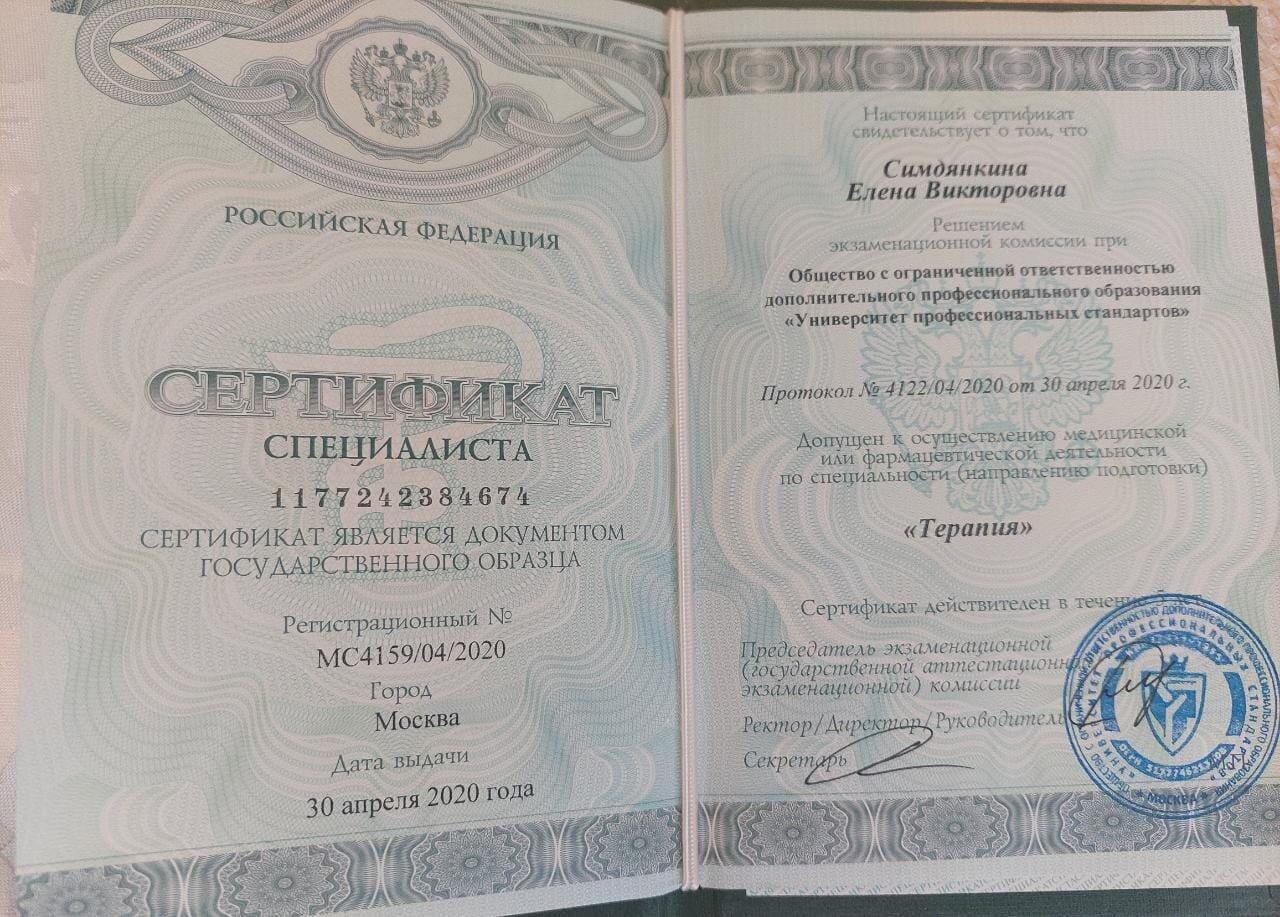 РОССИЙСКАЯ ФЕДЕРАЦИЯ
СЕРТИФИКАТ
СПЕЦИАЛИСТА
1177242384674
СЕРТИФИКАТ ЯВЛЯЕТСЯ ДОКУМЕНТОМ
ГОСУДАРСТВЕННОГО ОБРАЗЦА
Регистрационный №
МС4159/04/2020
Город
Москва
Дата выдачи
30 апреля 2020 года
Настоящий сертификат
свидетельствует о том, что
Симдянкина
Елена Викторовна
Решением
экзаменационной комиссии при
Общество с ограниченной ответственностью
дополнительного профессионального образования
«Университет профессиональных стандартов»
Протокол № 4122/04/2020 от 30 апреля 2020 г.
Допущен к осуществлению медицинской
или фармацевтической деятельности
по специальности (направлению подготовки)
«Терапия»
Сертификат действителен в течение 5 лет
Председатель экзаменационной
(государственной аттестационной
экзаменационной) комиссии
Ректор/Директор/Руководитель
Секретарь
МОСКВА